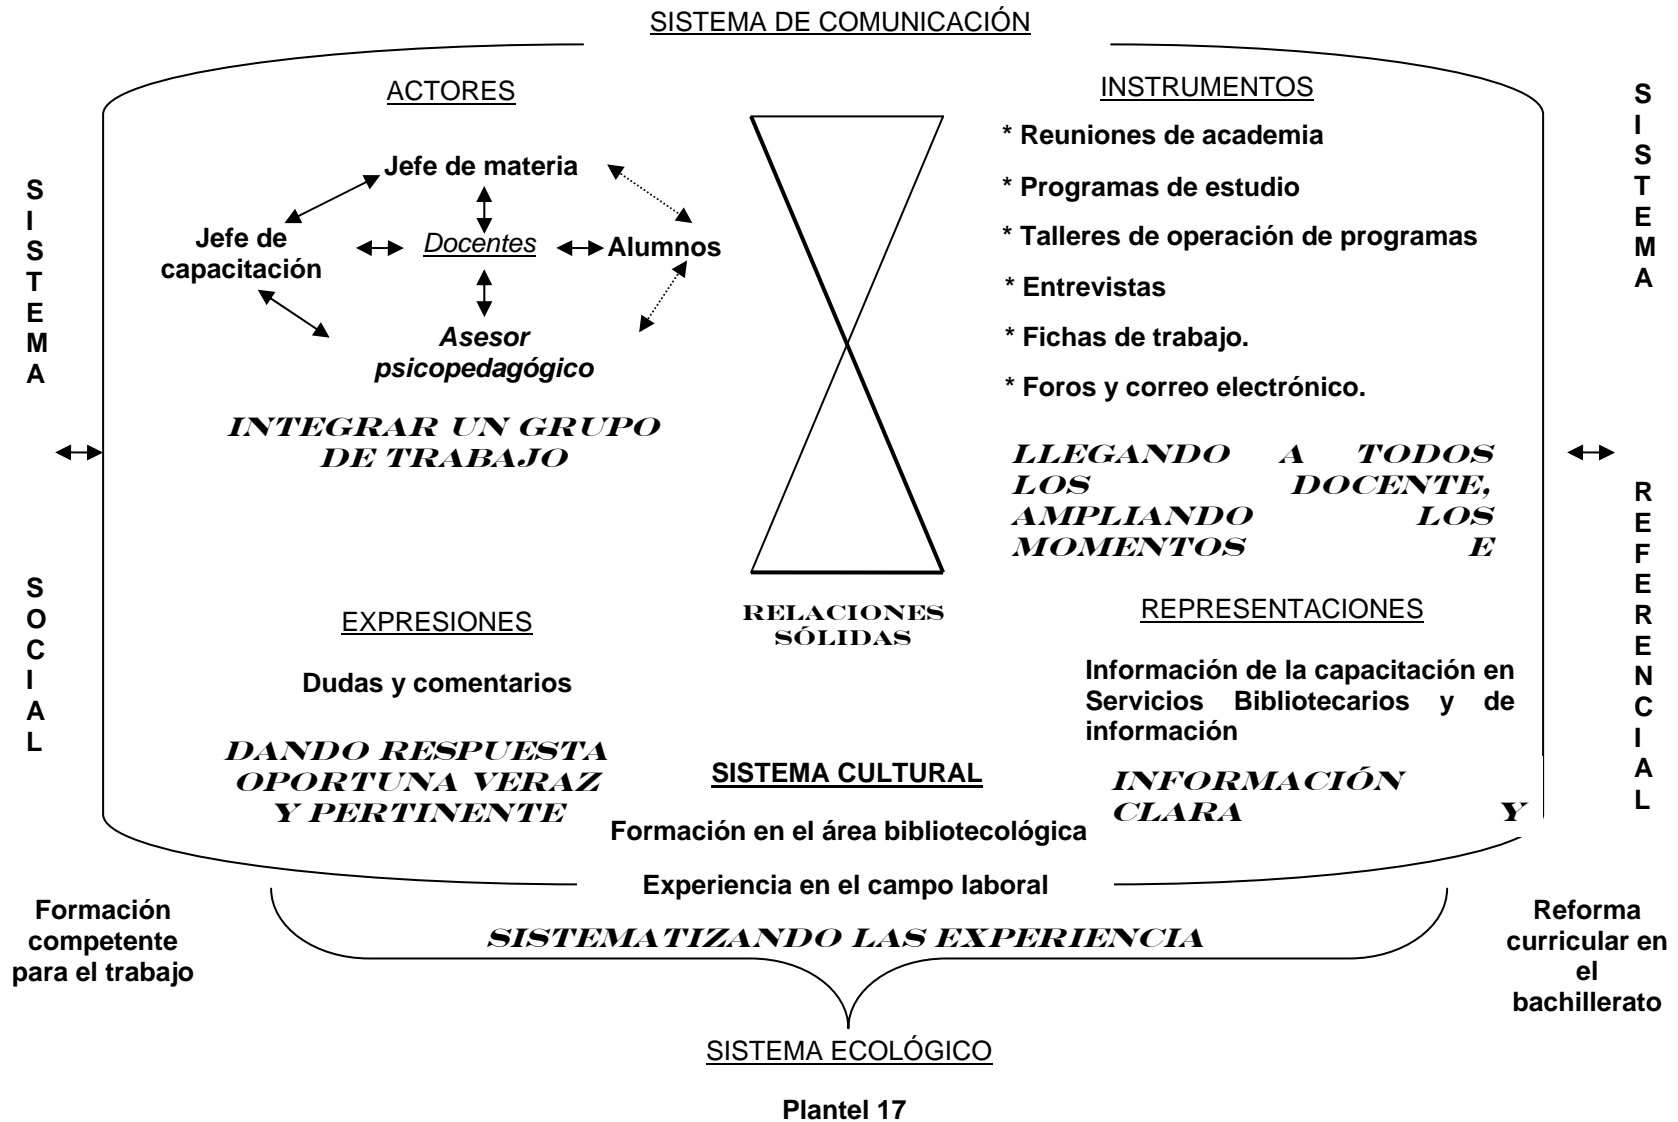 SISTEMA DE COMUNICACIÓN
ACTORES
Jefe de materia
Jefe de
capacitación
Docentes
Alumnos
Asesor
psicopedagógico
INTEGRAR UN GRUPO
DE TRABAJO
INSTRUMENTOS
* Reuniones de academia
* Programas de estudio
* Talleres de operación de programas
* Entrevistas
* Fichas de trabajo.
* Foros y correo electrónico.
LLEGANDO A TODOS
LOS DOCENTE,
AMPLIANDO LOS
MOMENTOS E
SISTEMA
SOCIAL
SISTEMA
REFERENCIAL
RELACIONES
SÓLIDAS
EXPRESIONES
Dudas y comentarios
DANDO RESPUESTA
OPORTUNA VERAZ
Y PERTINENTE
REPRESENTACIONES
Información de la capacitación en
Servicios Bibliotecarios y de
información
INFORMACIÓN
CLARA Y
SISTEMA CULTURAL
Formación en el área bibliotecológica
Experiencia en el campo laboral
SISTEMATIZANDO LAS EXPERIENCIA
Formación
competente
para el trabajo
Reforma
curricular en
el
bachillerato
SISTEMA ECOLÓGICO
Plantel 17